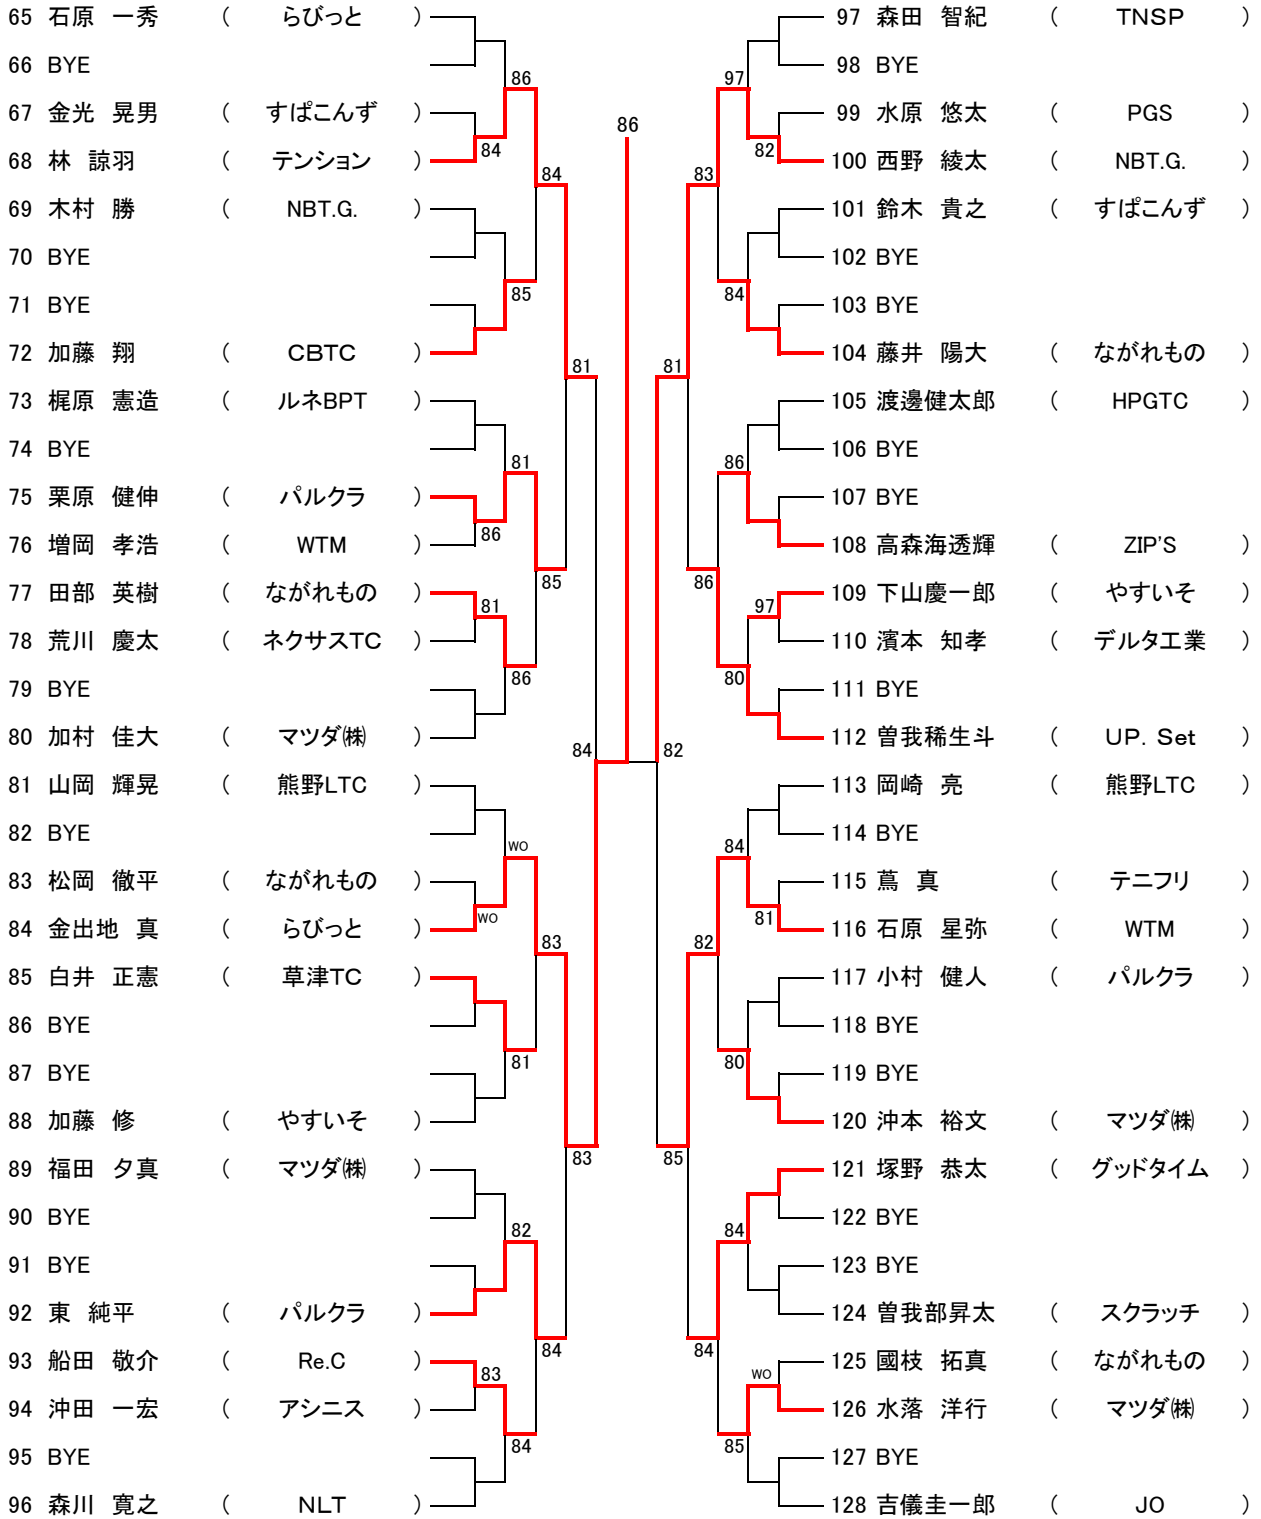 65 石原 一秀 ( らびっと )
66 BYE
67 金光 晃男 ( すぱこんず )
68 林 諒羽 ( テンション )
69 木村 勝 ( NBT.G. )
70 BYE
71 BYE
72 加藤 翔 ( CBTC )
73 梶原 憲造 ( ルネBPT )
74 BYE
75 栗原 健伸 ( パルクラ )
76 増岡 孝浩 ( WTM )
77 田部 英樹 ( ながれもの )
78 荒川 慶太 ( ネクサスTC )
79 BYE
80 加村 佳大 ( マツダ㈱ )
81 山岡 輝晃 ( 熊野LTC )
82 BYE
83 松岡 徹平 ( ながれもの )
84 金出地 真 ( らびっと )
85 白井 正憲 ( 草津TC )
86 BYE
87 BYE
88 加藤 修 ( やすいそ )
89 福田 夕真 ( マツダ㈱ )
90 BYE
91 BYE
92 東 純平 ( パルクラ )
93 船田 敬介 ( Re.C )
94 沖田 一宏 ( アシニス )
95 BYE
96 森川 寛之 ( NLT )
84
86
81
WO
83
86
85
81
86
WO
81
82
84
84
85
83
84
81
83
84
86
82
81
85
83
86
82
84
97
84
86
80
84
80
84
85
82
97
81
WO
97 森田 智紀 ( TNSP )
98 BYE
99 水原 悠太 ( PGS )
100 西野 綾太 ( NBT.G. )
101 鈴木 貴之 ( すぱこんず )
102 BYE
103 BYE
104 藤井 陽大 ( ながれもの )
105 渡邊健太郎 ( HPGTC )
106 BYE
107 BYE
108 高森海透輝 ( ZIP'S )
109 下山慶一郎 ( やすいそ )
110 濱本 知孝 ( デルタ工業 )
111 BYE
112 曽我稀生斗 ( UP. Set )
113 岡崎 亮 ( 熊野LTC )
114 BYE
115 蔦 真 ( テニフリ )
116 石原 星弥 ( WTM )
117 小村 健人 ( パルクラ )
118 BYE
119 BYE
120 沖本 裕文 ( マツダ㈱ )
121 塚野 恭太 ( グッドタイム )
122 BYE
123 BYE
124 曽我部昇太 ( スクラッチ )
125 國枝 拓真 ( ながれもの )
126 水落 洋行 ( マツダ㈱ )
127 BYE
128 吉儀圭一郎 ( JO )